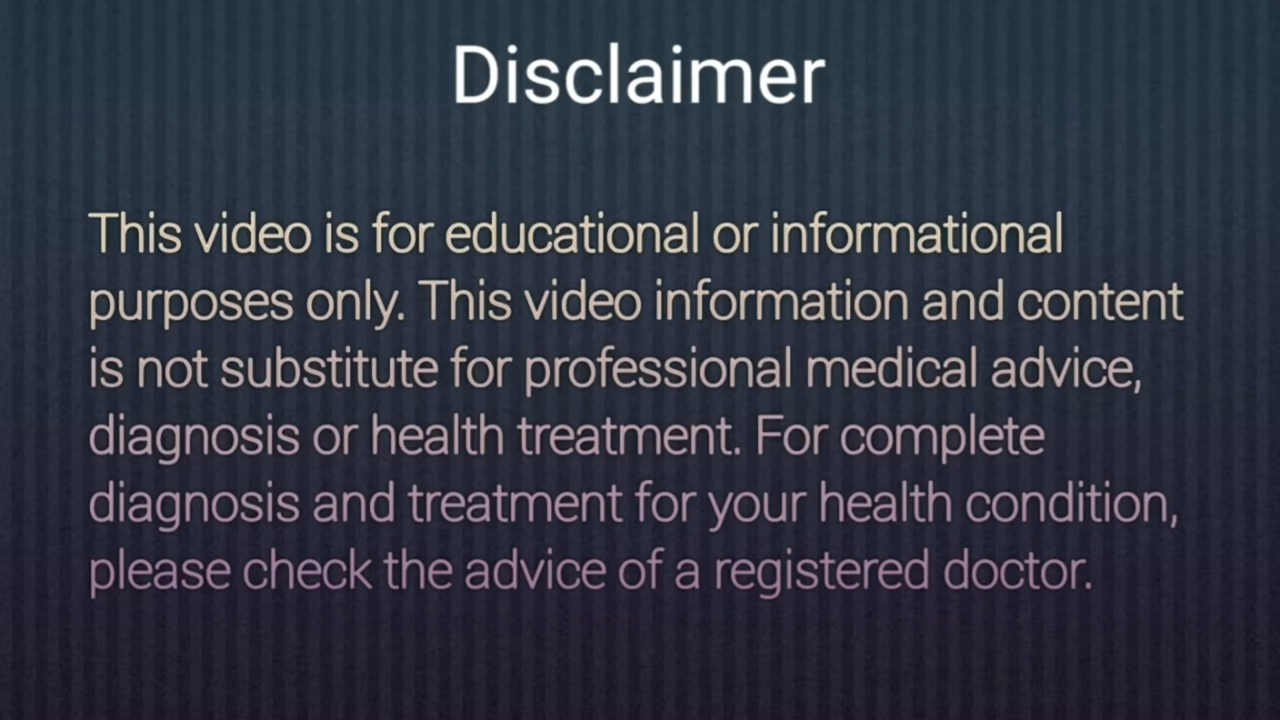 Disclaimer
This video is for educational or informational
purposes only. This video information and content
is not substitute for professional medical advice,
diagnosis or health treatment. For complete
diagnosis and treatment for your health condition,
please check the advice of a registered doctor.